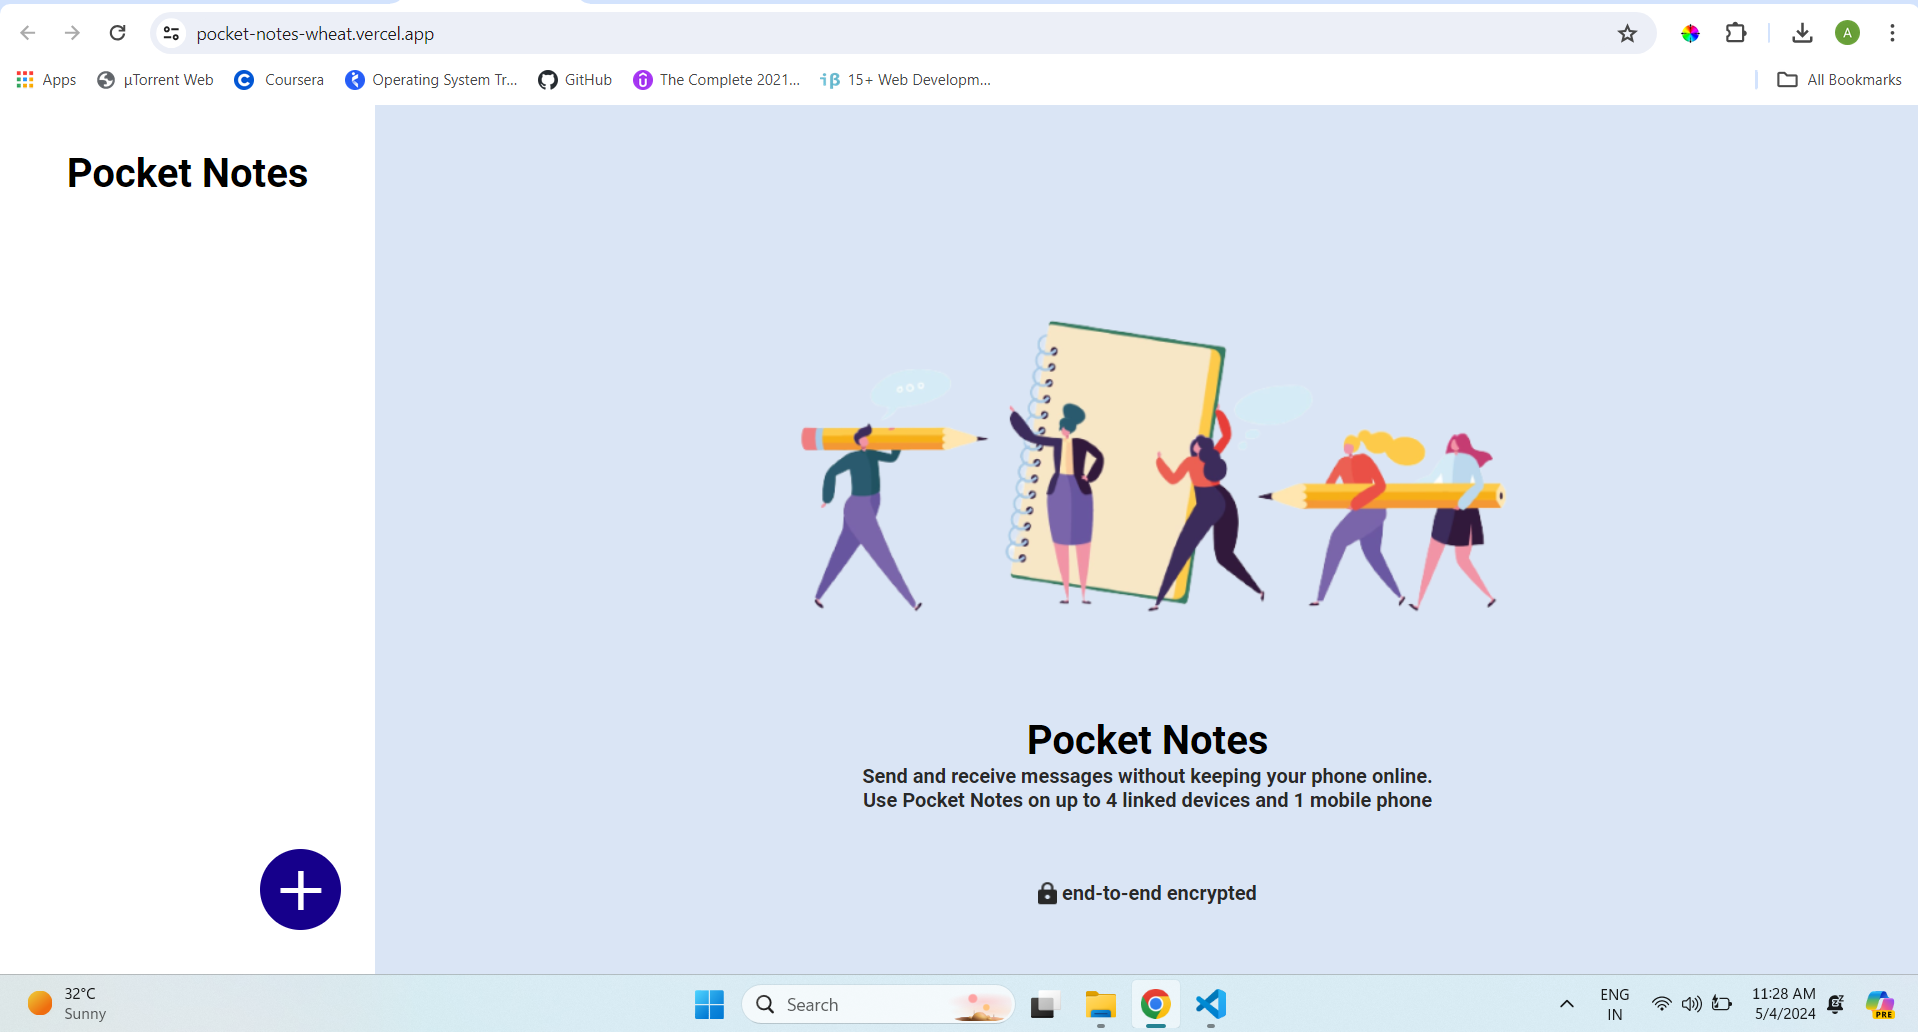 pocket-notes-wheat.vercel.app
A
Apps
µTorrent Web
Coursera
Operating System Tr...
GitHub
The Complete 2021...
15+ Web Developm...
All Bookmarks
Pocket Notes
Pocket Notes
Send and receive messages without keeping your phone online.
Use Pocket Notes on up to 4 linked devices and 1 mobile phone
end-to-end encrypted
32°C
Sunny
Search
ENG
IN
11:28 AM
5/4/2024
PRE